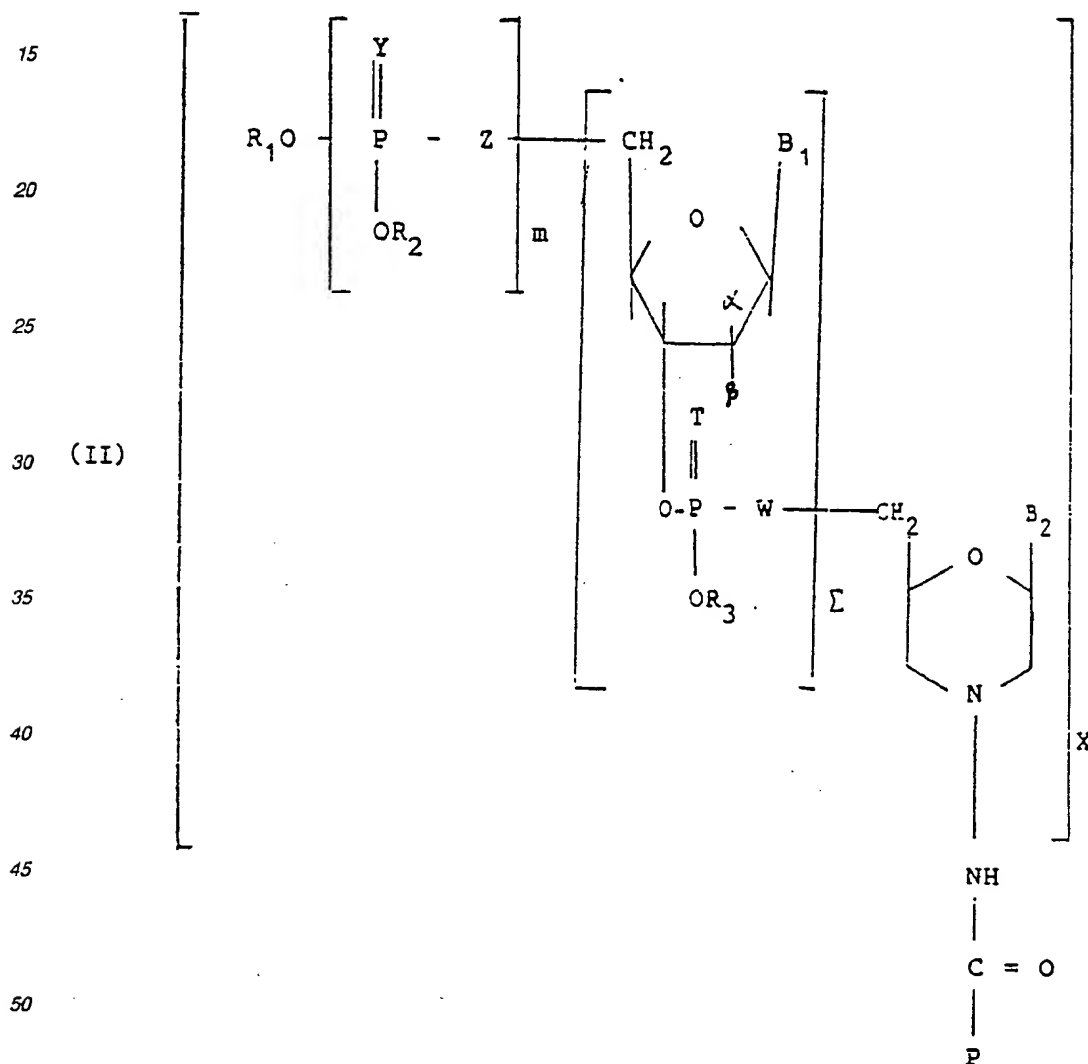 15 Y
R₁O - P - Z CH₂ B₁
20 O
OR₂ m
25 α
β
T
30 (II)
O-P - W CH₂ B₂
O
35 OR₃ Σ
N
40 X
45 NH
C = O
50
P